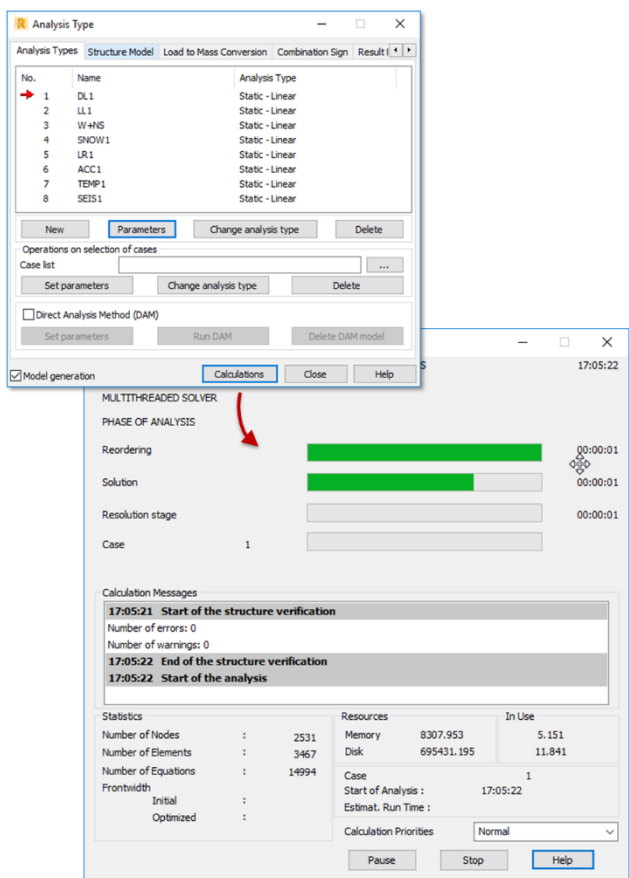 R Analysis Type
Analysis Types Structure Model Load to Mass Conversion Combination Sign Result
No. Name Analysis Type
1 DL1 Static - Linear
2 LL1 Static - Linear
3 W+NS Static - Linear
4 SNOW1 Static - Linear
5 LR1 Static - Linear
6 ACC1 Static - Linear
7 TEMP1 Static - Linear
8 SEIS1 Static - Linear
New Parameters Change analysis type Delete
Operations on selection of cases
Case list ...
Set parameters Change analysis type Delete
Direct Analysis Method (DAM)
Set parameters Run DAM Delete DAM model
Model generation Calculations Close Help
S 17:05:22
MULTITHREADED SOLVER
PHASE OF ANALYSIS
Reordering 00:00:01
Solution 00:00:01
Resolution stage 00:00:01
Case 1
Calculation Messages
17:05:21 Start of the structure verification
Number of errors: 0
Number of warnings: 0
17:05:22 End of the structure verification
17:05:22 Start of the analysis
Statistics Resources In Use
Number of Nodes : 2531 Memory 8307.953 5.151
Number of Elements : 3467 Disk 695431.195 11.841
Number of Equations : 14994 Case 1
Frontwidth Start of Analysis : 17:05:22
Initial : Estimat. Run Time :
Optimized :
Calculation Priorities Normal
Pause Stop Help